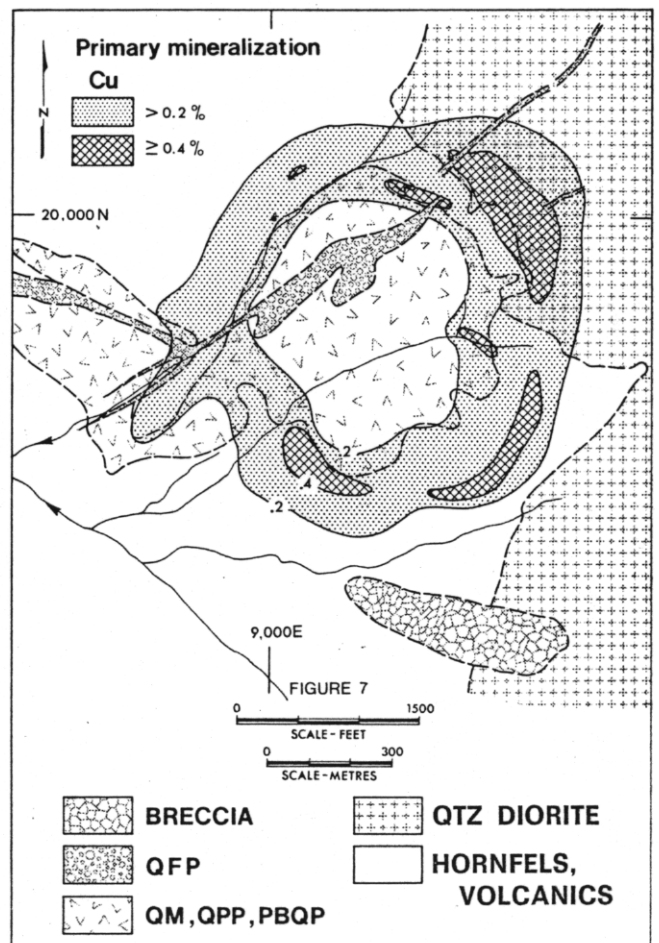 Primary mineralization
Cu
> 0.2 %
≥ 0.4 %
N
20,000 N
.2
.4
.2
9,000E
FIGURE 7
0 1500
SCALE - FEET
0 300
SCALE - METRES
BRECCIA
QFP
QM, QPP, PBQP
QTZ DIORITE
HORNFELS,
VOLCANICS